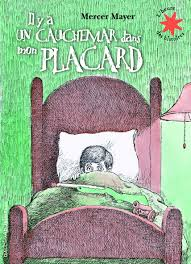 Il y a
Mercer Mayer
UN CAUCHEMAR dans
mon PLACARD